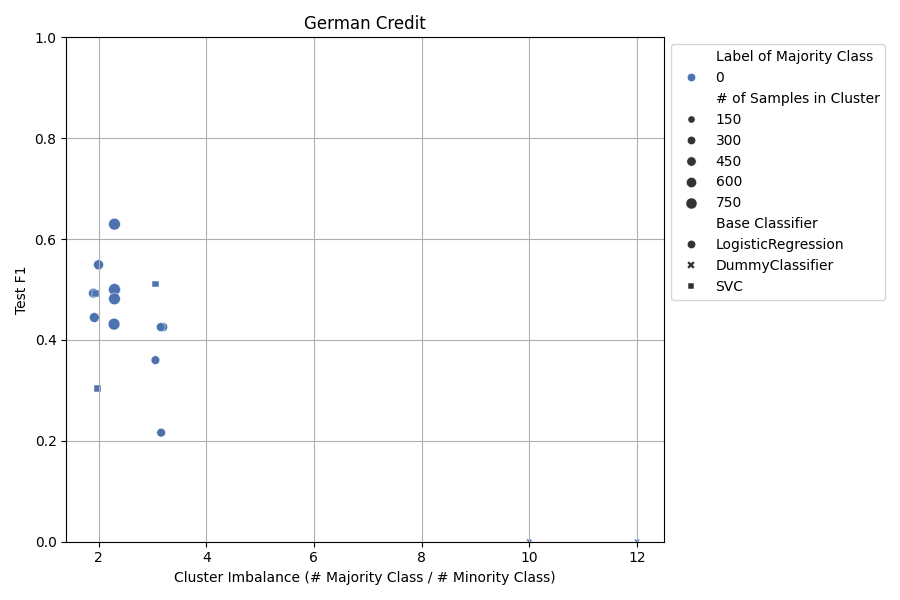 German Credit
Test F1
1.0
0.8
0.6
0.4
0.2
0.0
2
4
6
8
10
12
Cluster Imbalance (# Majority Class / # Minority Class)
Label of Majority Class
0
# of Samples in Cluster
150
300
450
600
750
Base Classifier
LogisticRegression
DummyClassifier
SVC